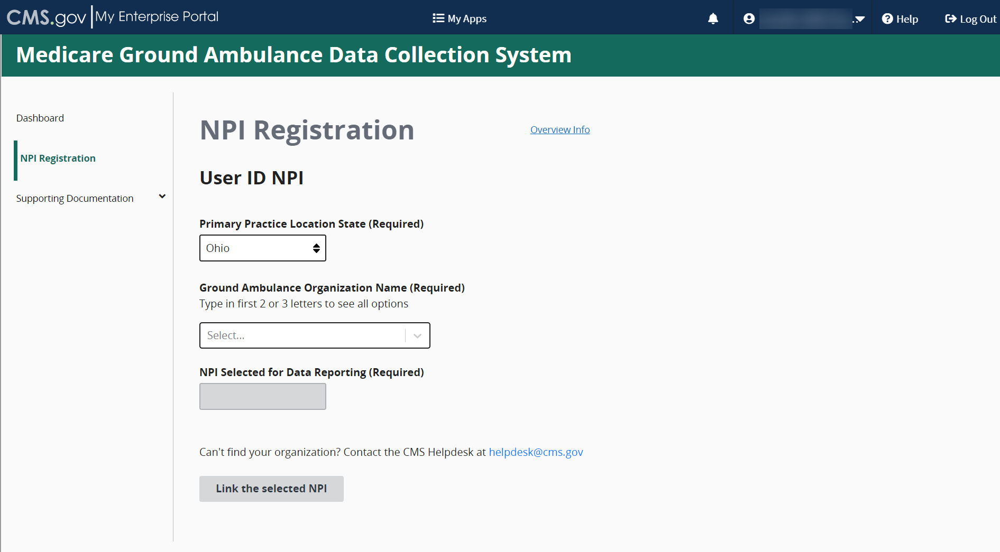 CMS.gov My Enterprise Portal
My Apps
Help
Log Out
Medicare Ground Ambulance Data Collection System
Dashboard
NPI Registration
Supporting Documentation
NPI Registration
Overview Info
User ID NPI
Primary Practice Location State (Required)
Ohio
Ground Ambulance Organization Name (Required)
Type in first 2 or 3 letters to see all options
Select...
NPI Selected for Data Reporting (Required)
Can't find your organization? Contact the CMS Helpdesk at helpdesk@cms.gov
Link the selected NPI